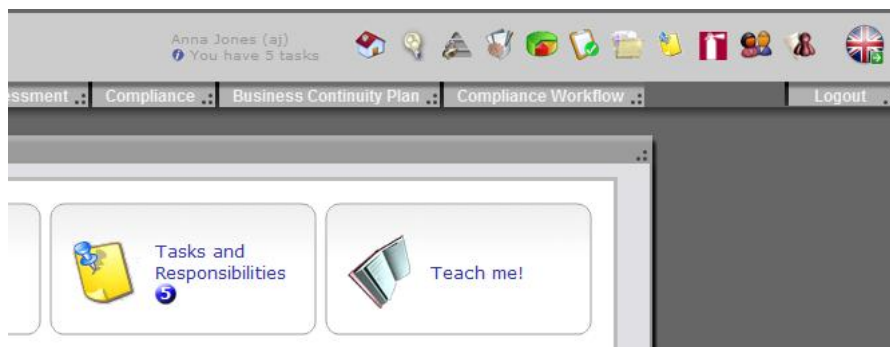 Anna Jones (aj)
You have 5 tasks
essment Compliance Business Continuity Plan Compliance Workflow Logout
Tasks and
Responsibilities
5
Teach me!